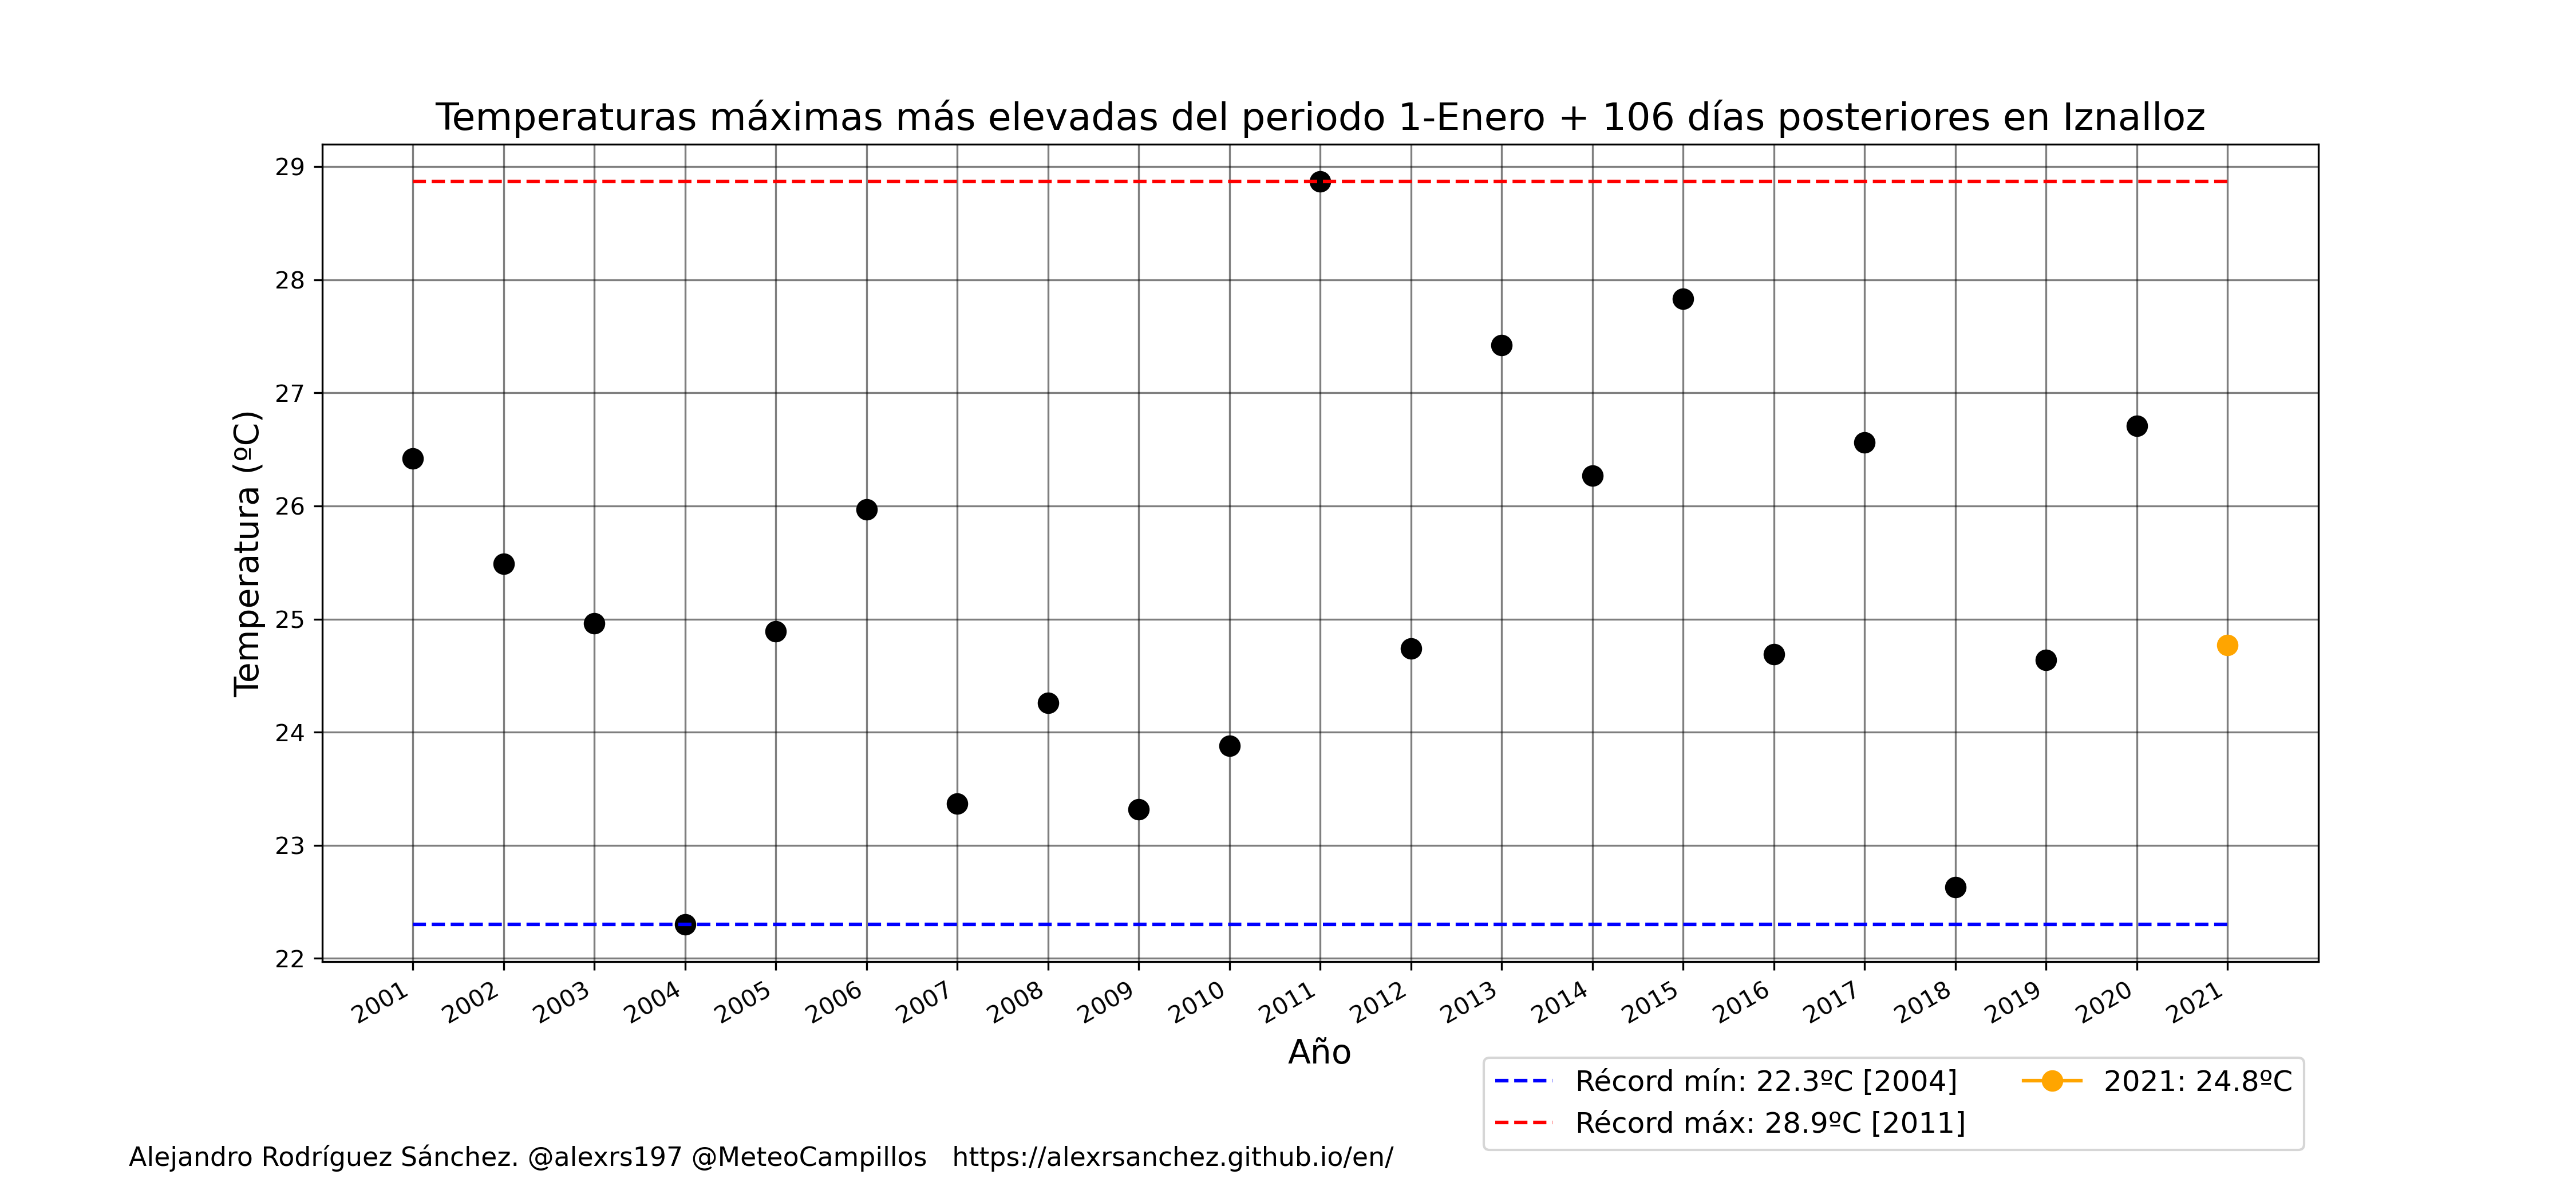 Temperaturas máximas más elevadas del periodo 1-Enero + 106 días posteriores en Iznalloz
29
28
27
26
25
24
23
22
Temperatura (ºC)
2001 2002 2003 2004 2005 2006 2007 2008 2009 2010 2011 2012 2013 2014 2015 2016 2017 2018 2019 2020 2021
Año
Récord mín: 22.3ºC [2004]
Récord máx: 28.9ºC [2011]
2021: 24.8ºC
Alejandro Rodríguez Sánchez. @alexrs197 @MeteoCampillos https://alexrsanchez.github.io/en/